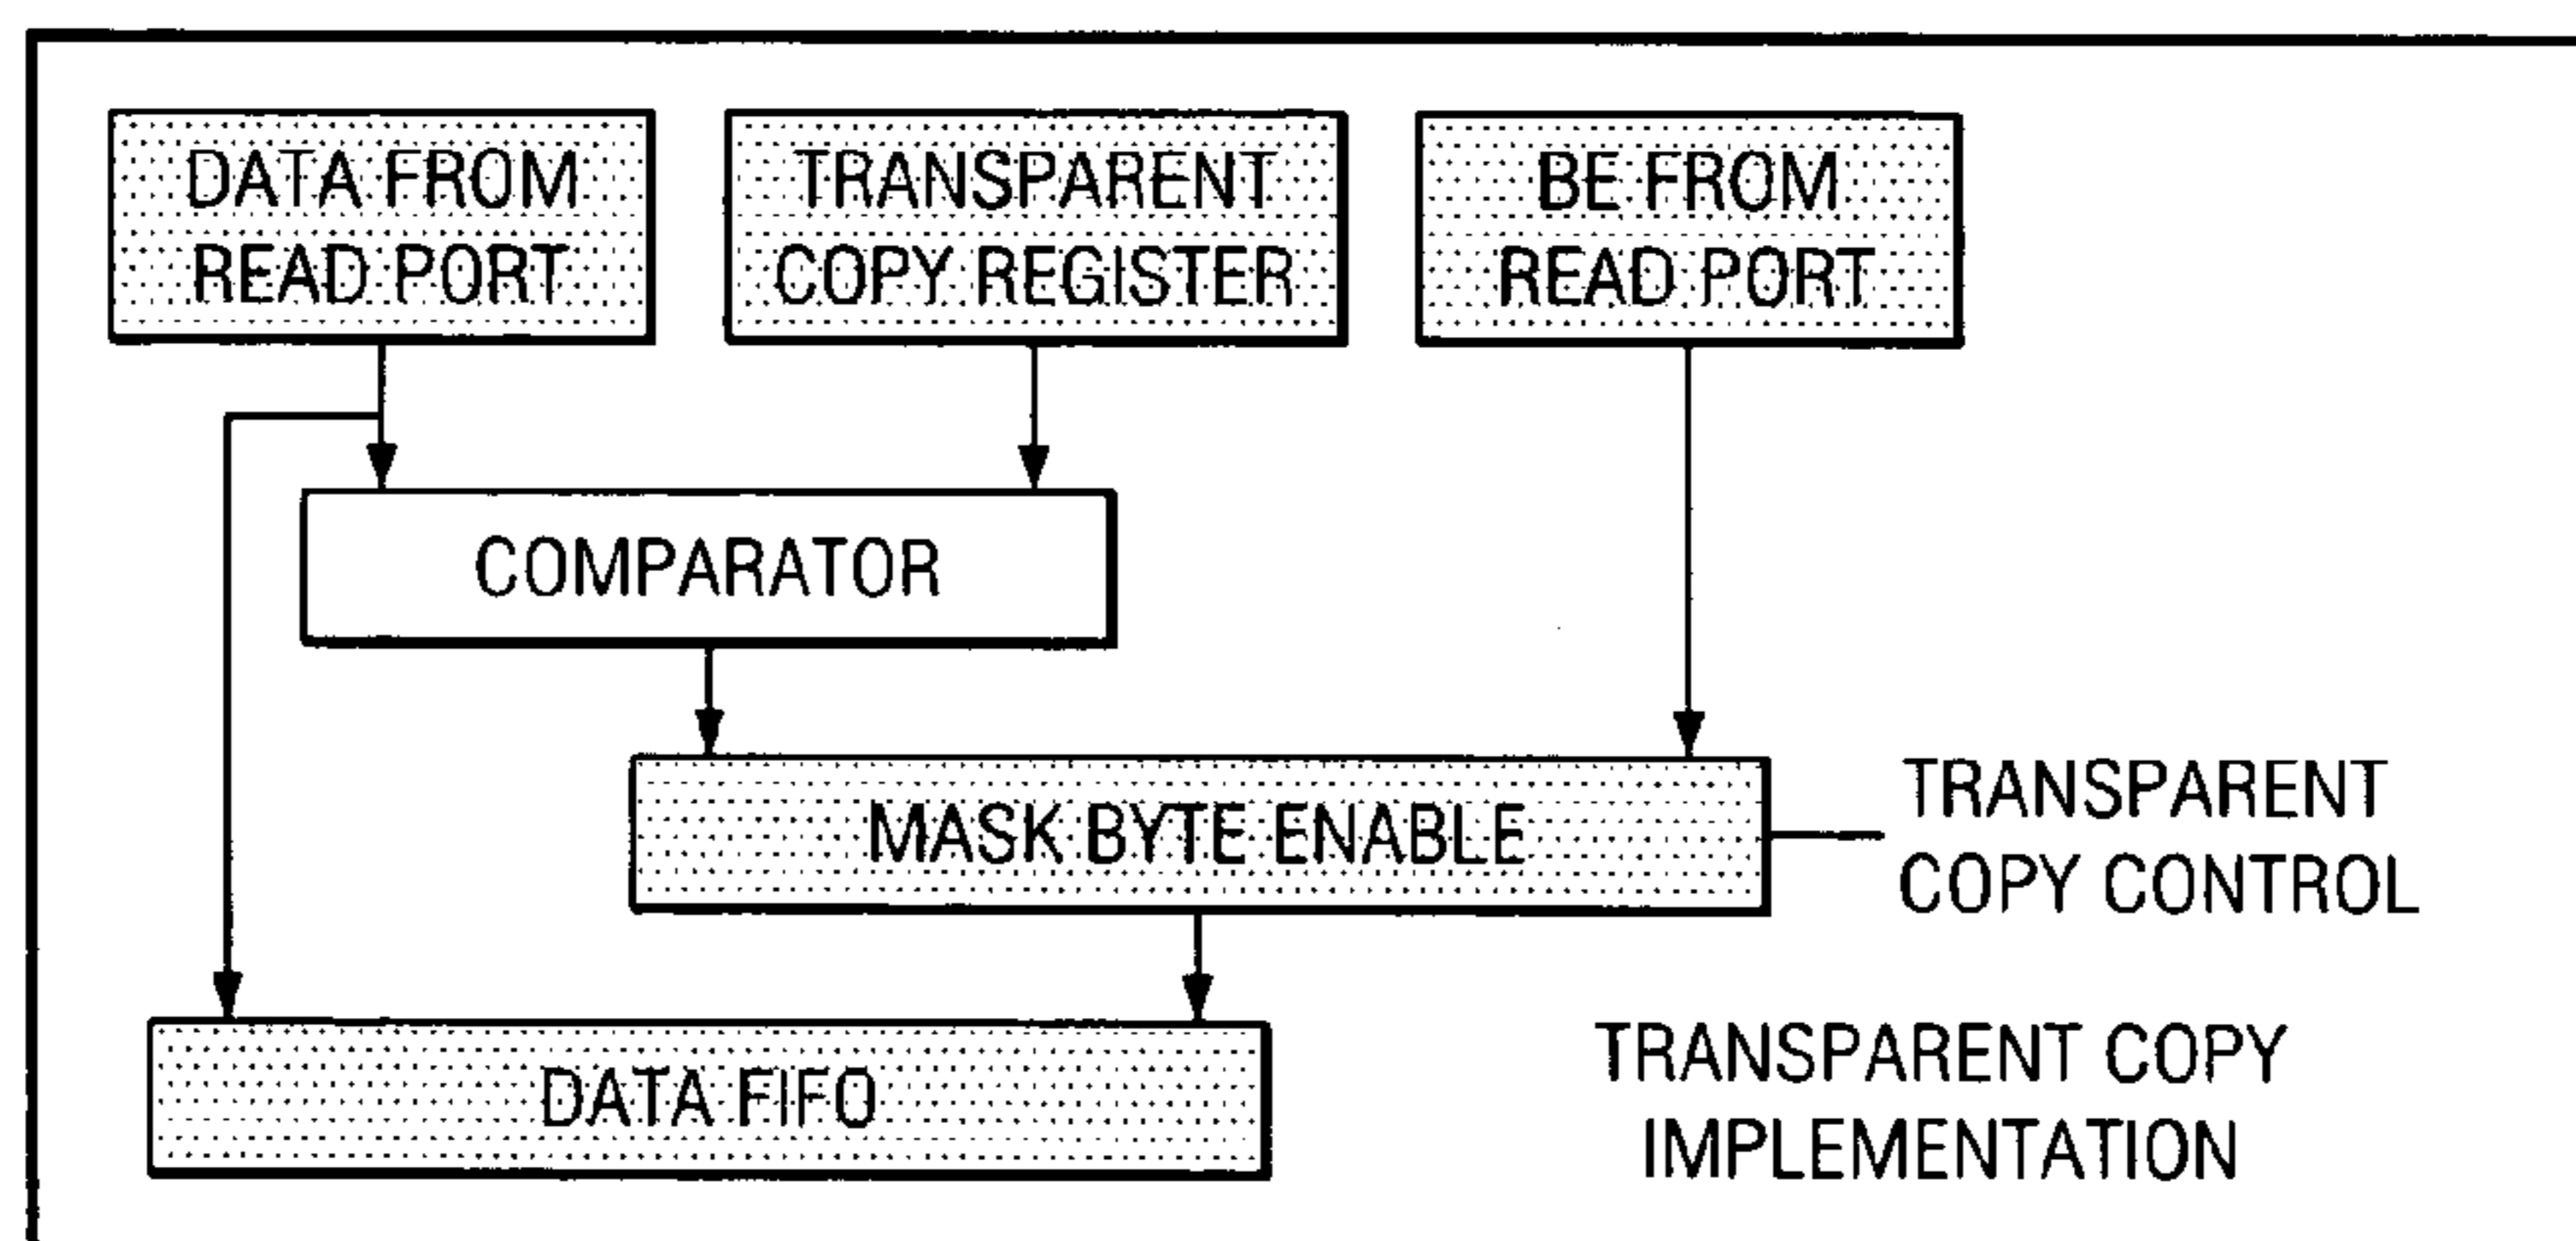 DATA FROM
READ PORT
TRANSPARENT
COPY REGISTER
BE FROM
READ PORT
COMPARATOR
MASK BYTE ENABLE
TRANSPARENT
COPY CONTROL
DATA FIFO
TRANSPARENT COPY
IMPLEMENTATION